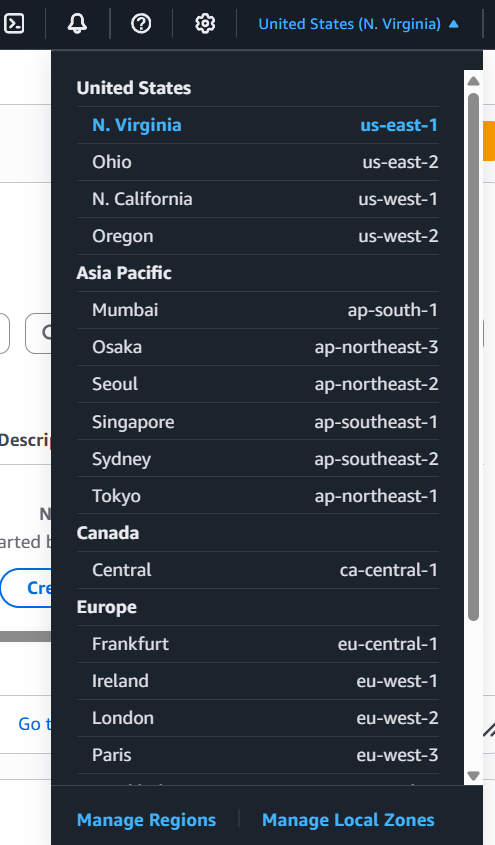 United States (N. Virginia)
United States
N. Virginia us-east-1
Ohio us-east-2
N. California us-west-1
Oregon us-west-2
Asia Pacific
Mumbai ap-south-1
Osaka ap-northeast-3
Seoul ap-northeast-2
Singapore ap-southeast-1
Descrip
Sydney ap-southeast-2
Tokyo ap-northeast-1
N
Canada
arted b
Central ca-central-1
Cre
Europe
Frankfurt eu-central-1
Ireland eu-west-1
Go t
London eu-west-2
Paris eu-west-3
Manage Regions Manage Local Zones